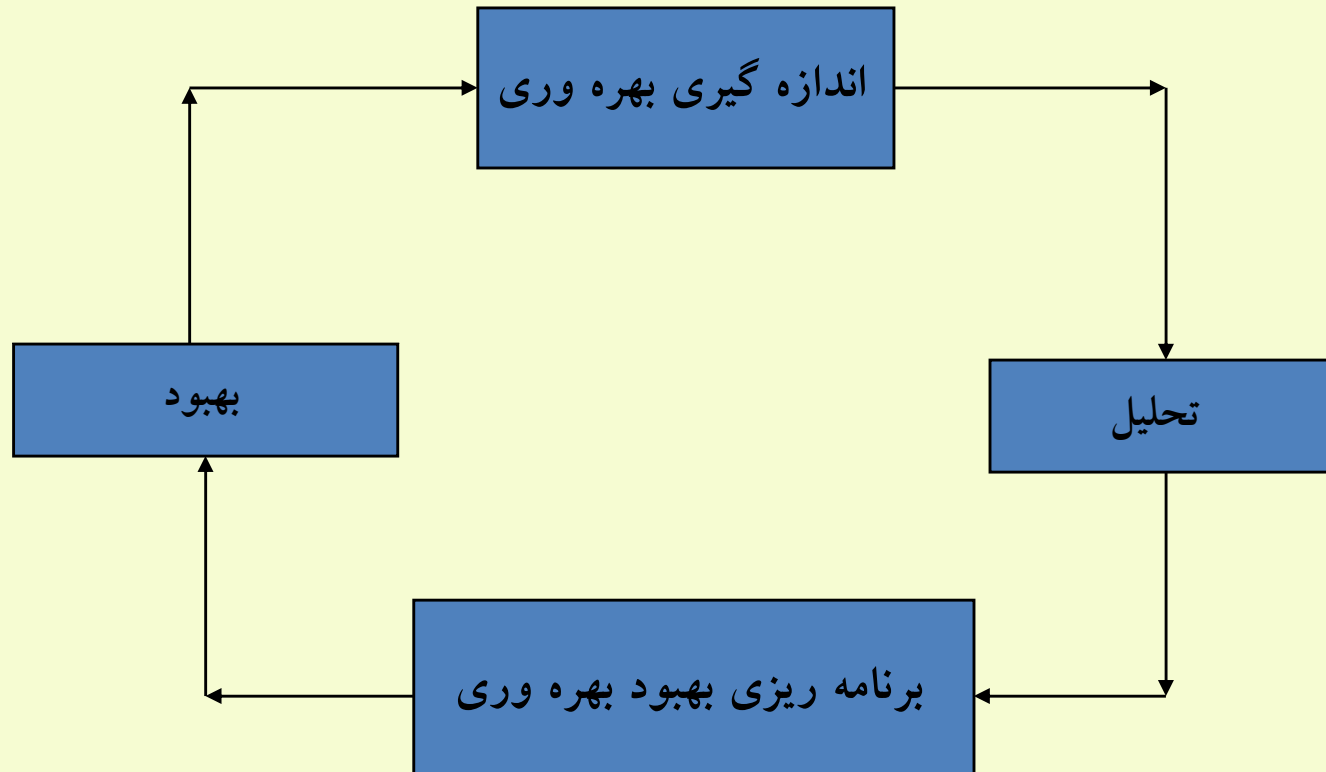 اندازه گیری بهره وری
تحلیل
برنامه ریزی بهبود بهره وری
بهبود